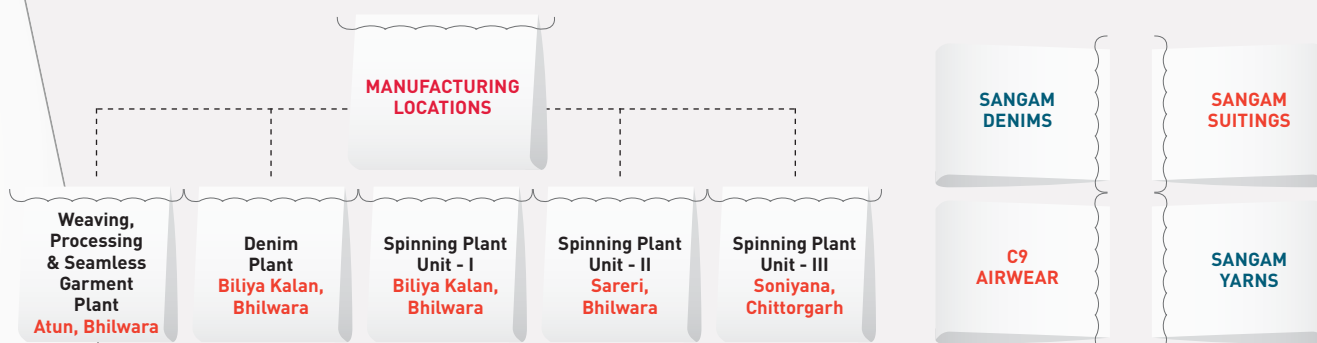 MANUFACTURING
LOCATIONS
Weaving,
Processing
& Seamless
Garment
Plant
Atun, Bhilwara
Denim
Plant
Biliya Kalan,
Bhilwara
Spinning Plant
Unit - I
Biliya Kalan,
Bhilwara
Spinning Plant
Unit - II
Sareri,
Bhilwara
Spinning Plant
Unit - III
Soniyana,
Chittorgarh
SANGAM
DENIMS
SANGAM
SUITINGS
C9
AIRWEAR
SANGAM
YARNS